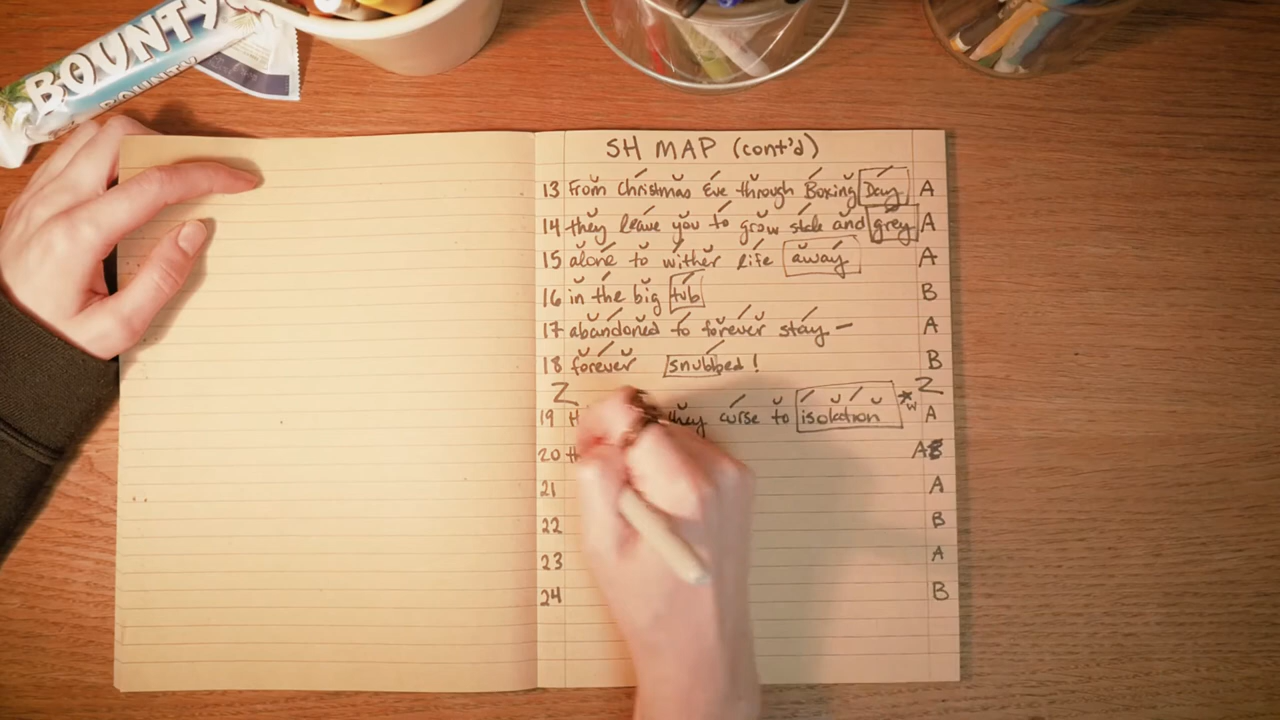 BOUNTY
BOUNTY
SH MAP (cont'd)
13 From Christmas Eve through Boxing Day A
14 they leave you to grow stale and grey A
15 alone to wither life away A
16 in the big tub B
17 abandoned to forever stay – A
18 forever snubbed! B
Z Z
19 they curse to isolation *w A
20 A
21 A
22 B
23 A
24 B